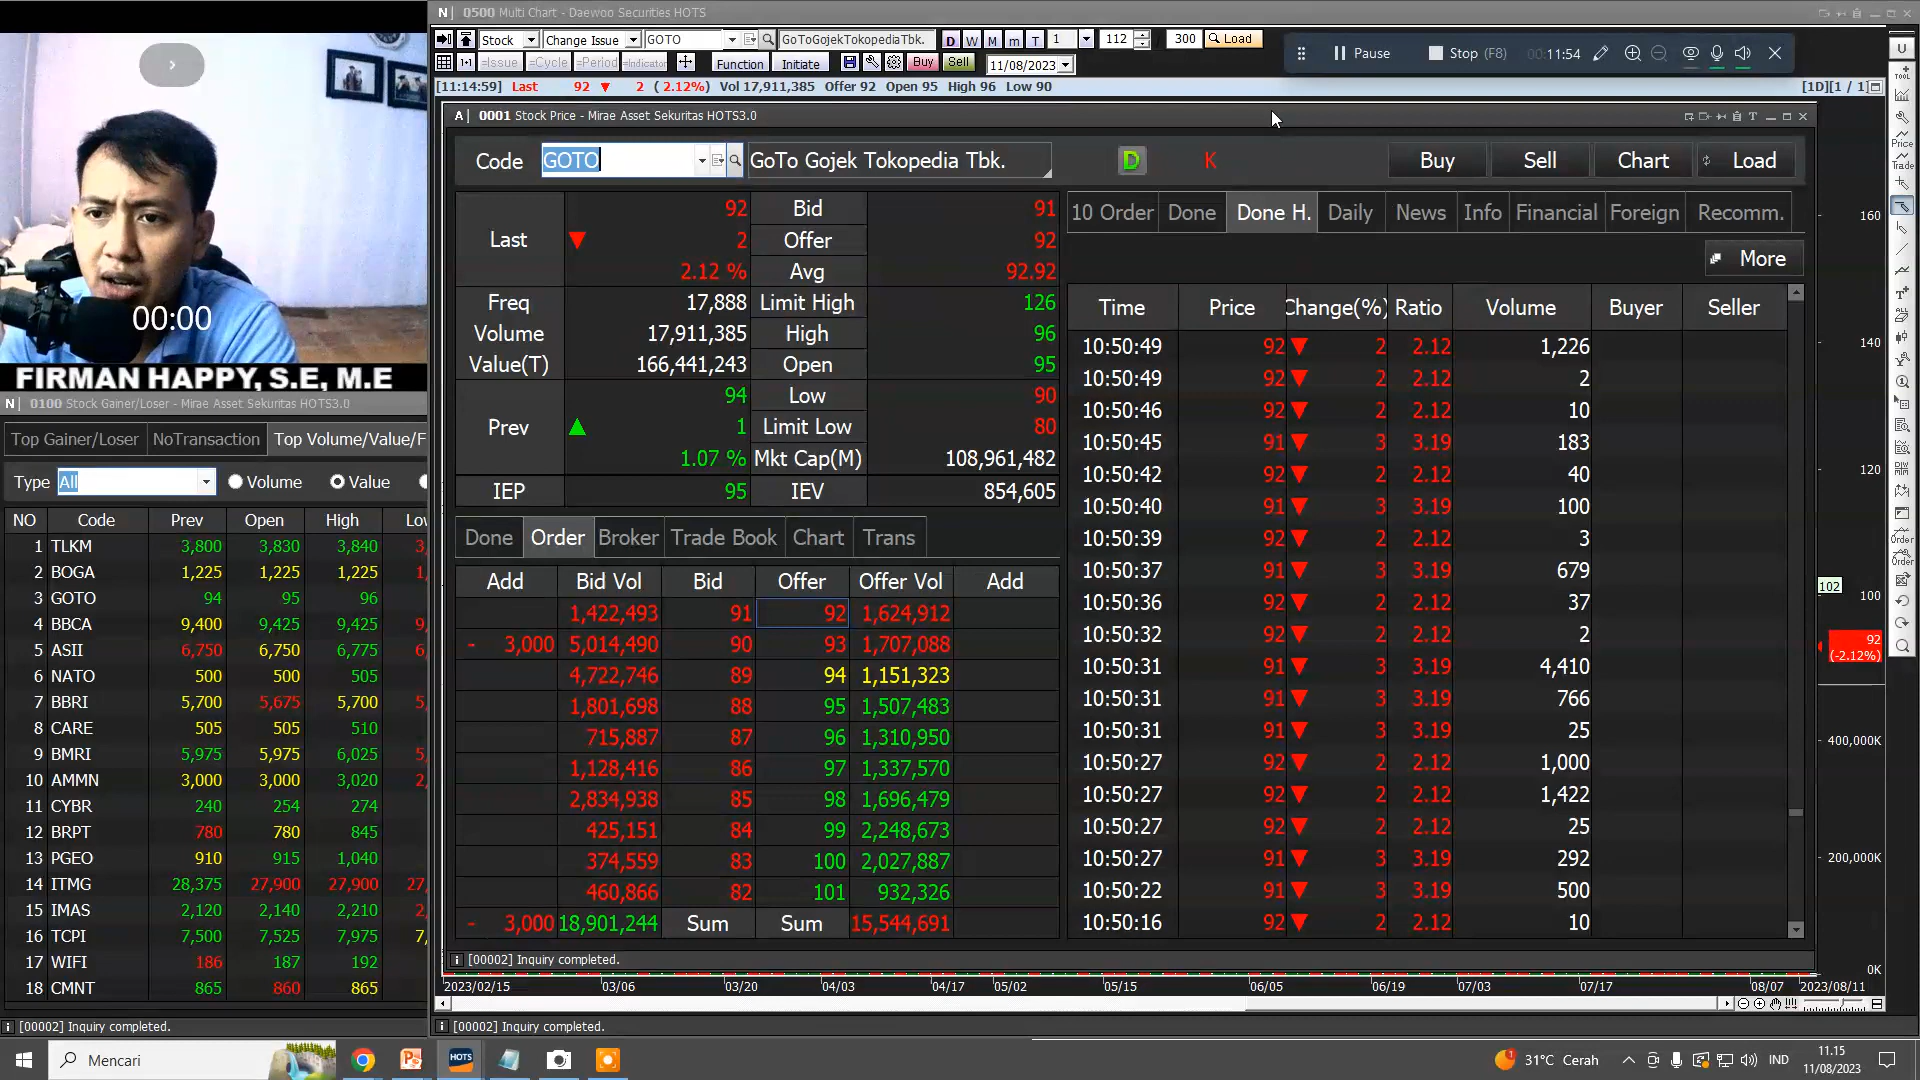 N 0500 Multi Chart - Daewoo Securities HOTS
Stock Change Issue GOTO GoToGojekTokopediaTbk. D W M m T 1 112 300 Load
=Issue =Cycle =Period =Indicator Function Initiate Buy Sell 11/08/2023
Pause Stop (F8) 00:11:54
[11:14:59] Last 92 ▼ 2 ( 2.12%) Vol 17,911,385 Offer 92 Open 95 High 96 Low 90 [1D][1 / 1]
A 0001 Stock Price - Mirae Asset Sekuritas HOTS3.0
Code GOTO GoTo Gojek Tokopedia Tbk. D K Buy Sell Chart Load
Last ▼ 92 2 2.12 %
Bid 91
Offer 92
Avg 92.92
Freq 17,888 Limit High 126
Volume 17,911,385 High 96
Value(T) 166,441,243 Open 95
Prev ▲ 94 1 1.07 %
Low 90
Limit Low 80
Mkt Cap(M) 108,961,482
IEP 95 IEV 854,605
Done Order Broker Trade Book Chart Trans
Add Bid Vol Bid Offer Offer Vol Add
1,422,493 91 92 1,624,912
- 3,000 5,014,490 90 93 1,707,088
4,722,746 89 94 1,151,323
1,801,698 88 95 1,507,483
715,887 87 96 1,310,950
1,128,416 86 97 1,337,570
2,834,938 85 98 1,696,479
425,151 84 99 2,248,673
374,559 83 100 2,027,887
460,866 82 101 932,326
- 3,000 18,901,244 Sum Sum 15,544,691
[00002] Inquiry completed.
10 Order Done Done H. Daily News Info Financial Foreign Recomm.
More
Time Price Change(%) Ratio Volume Buyer Seller
10:50:49 92 ▼ 2 2.12 1,226
10:50:49 92 ▼ 2 2.12 2
10:50:46 92 ▼ 2 2.12 10
10:50:45 91 ▼ 3 3.19 183
10:50:42 92 ▼ 2 2.12 40
10:50:40 91 ▼ 3 3.19 100
10:50:39 92 ▼ 2 2.12 3
10:50:37 91 ▼ 3 3.19 679
10:50:36 92 ▼ 2 2.12 37
10:50:32 92 ▼ 2 2.12 2
10:50:31 91 ▼ 3 3.19 4,410
10:50:31 91 ▼ 3 3.19 766
10:50:31 91 ▼ 3 3.19 25
10:50:27 92 ▼ 2 2.12 1,000
10:50:27 92 ▼ 2 2.12 1,422
10:50:27 92 ▼ 2 2.12 25
10:50:27 91 ▼ 3 3.19 292
10:50:22 91 ▼ 3 3.19 500
10:50:16 92 ▼ 2 2.12 10
160
140
120
102
100
92
(-2.12%)
400,000K
200,000K
0K
U
TOOL
Price
Trade
Order
Order
2023/02/15 03/06 03/20 04/03 04/17 05/02 05/15 06/05 06/19 07/03 07/17 08/07 2023/08/11
[00002] Inquiry completed.
00:00
FIRMAN HAPPY, S.E, M.E
N 0100 Stock Gainer/Loser - Mirae Asset Sekuritas HOTS3.0
Top Gainer/Loser NoTransaction Top Volume/Value/F
Type All Volume Value
NO Code Prev Open High Lo
1 TLKM 3,800 3,830 3,840 3,
2 BOGA 1,225 1,225 1,225 1,
3 GOTO 94 95 96
4 BBCA 9,400 9,425 9,425 9,
5 ASII 6,750 6,750 6,775 6,
6 NATO 500 500 505
7 BBRI 5,700 5,675 5,700 5,
8 CARE 505 505 510
9 BMRI 5,975 5,975 6,025 5,
10 AMMN 3,000 3,000 3,020 2,
11 CYBR 240 254 274
12 BRPT 780 780 845
13 PGEO 910 915 1,040
14 ITMG 28,375 27,900 27,900 27,
15 IMAS 2,120 2,140 2,210 2,
16 TCPI 7,500 7,525 7,975 7,
17 WIFI 186 187 192
18 CMNT 865 860 865
[00002] Inquiry completed.
Mencari HOTS 31°C Cerah IND 11.15
11/08/2023